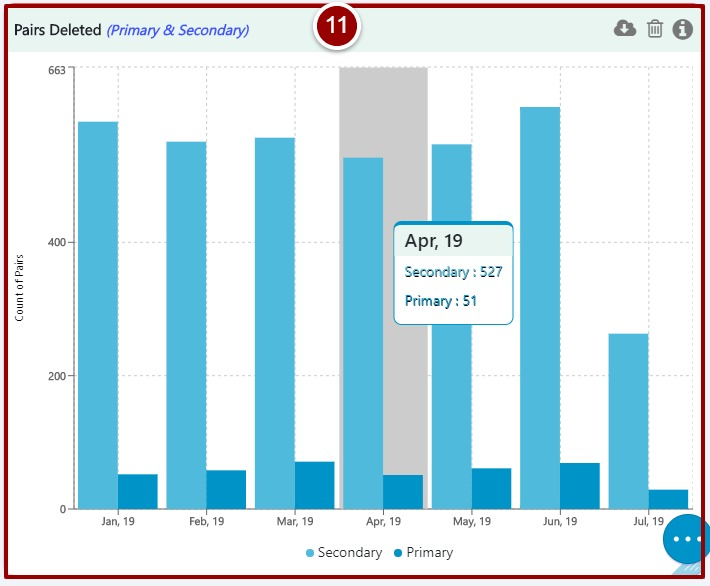 11
Pairs Deleted (Primary & Secondary)
663
400
200
0
Count of Pairs
Apr, 19
Secondary : 527
Primary : 51
Jan, 19
Feb, 19
Mar, 19
Apr, 19
May, 19
Jun, 19
Jul, 19
Secondary
Primary